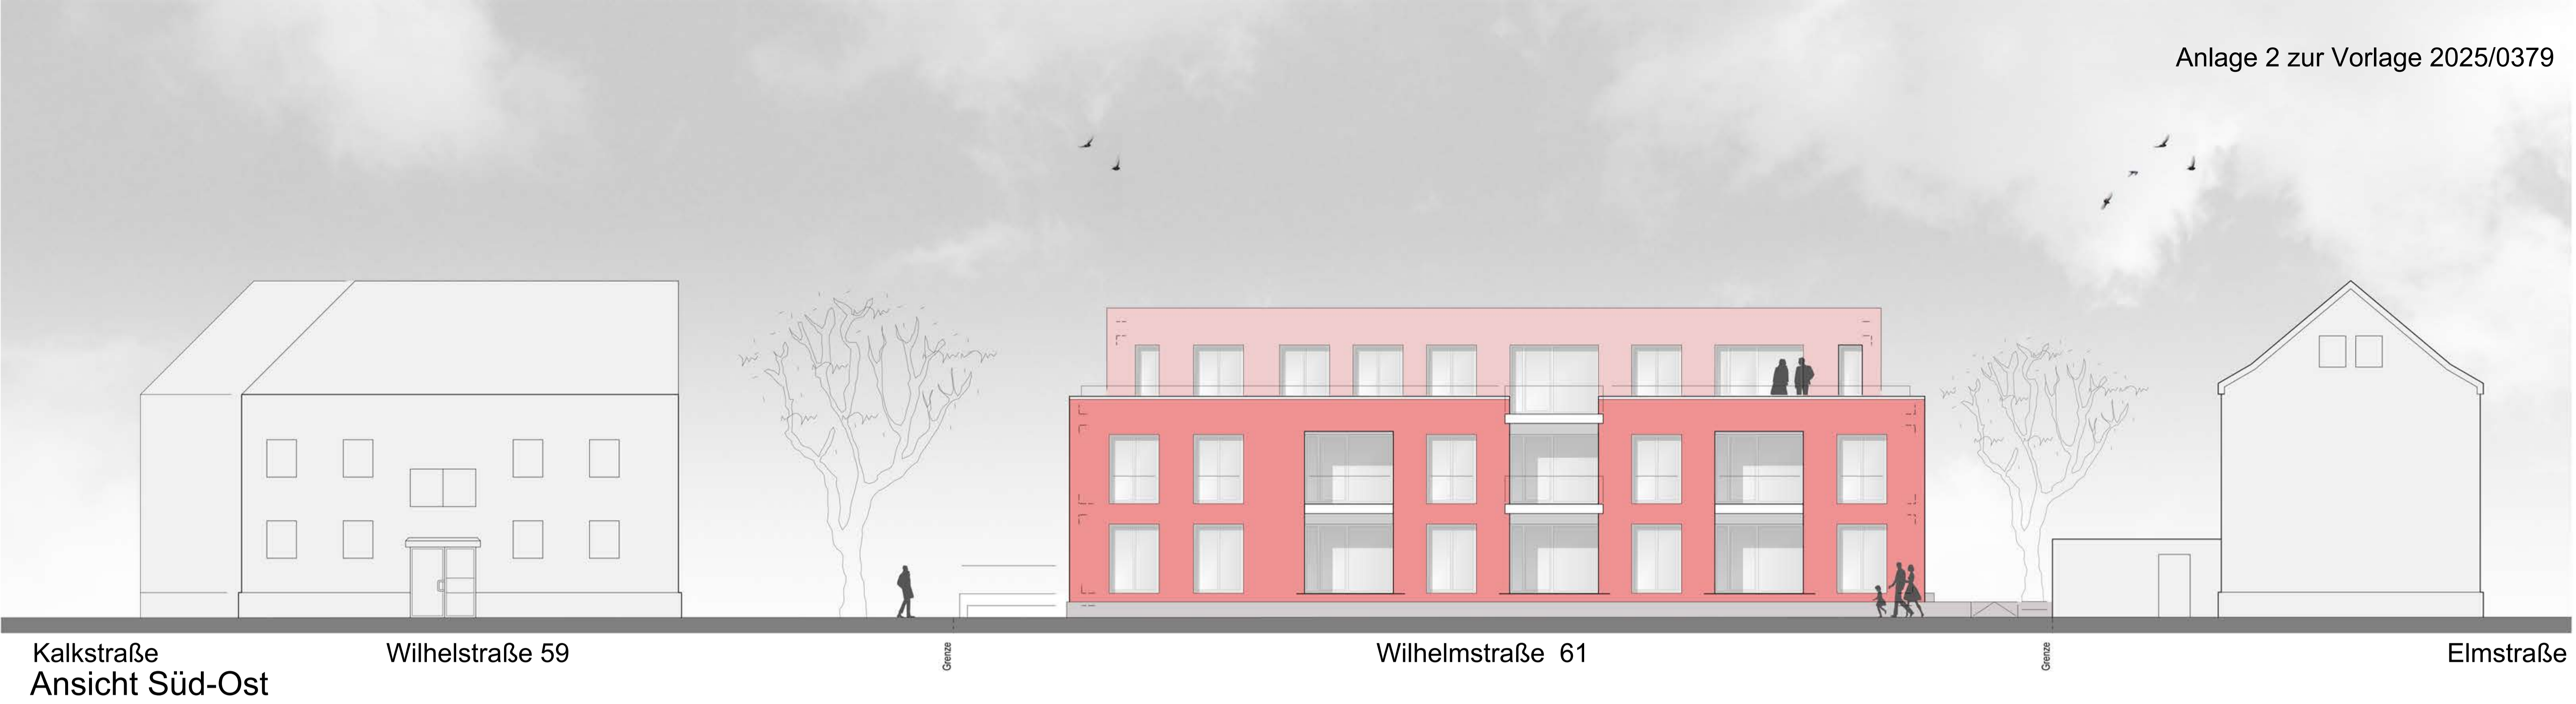 Anlage 2 zur Vorlage 2025/0379
Kalkstraße
Wilhelstraße 59
Grenze
Wilhelmstraße 61
Grenze
Elmstraße
Ansicht Süd-Ost